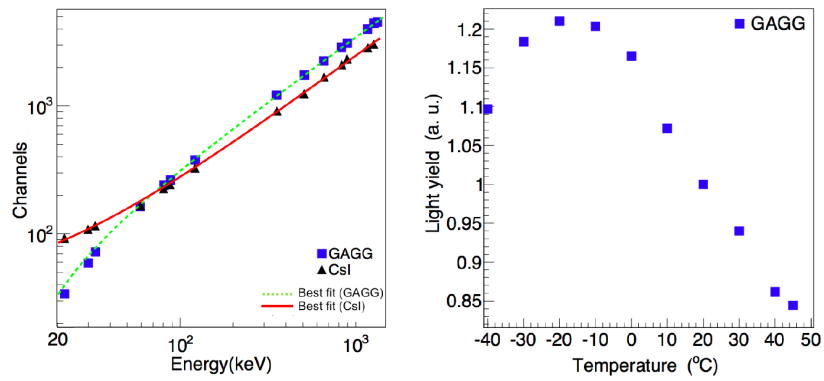 10³
10²
Channels
GAGG
CsI
Best fit (GAGG)
Best fit (CsI)
20 10² 10³
Energy(keV)
GAGG
1.2
1.15
1.1
1.05
1
0.95
0.9
0.85
Light yield (a. u.)
-40 -30 -20 -10 0 10 20 30 40 50
Temperature (°C)